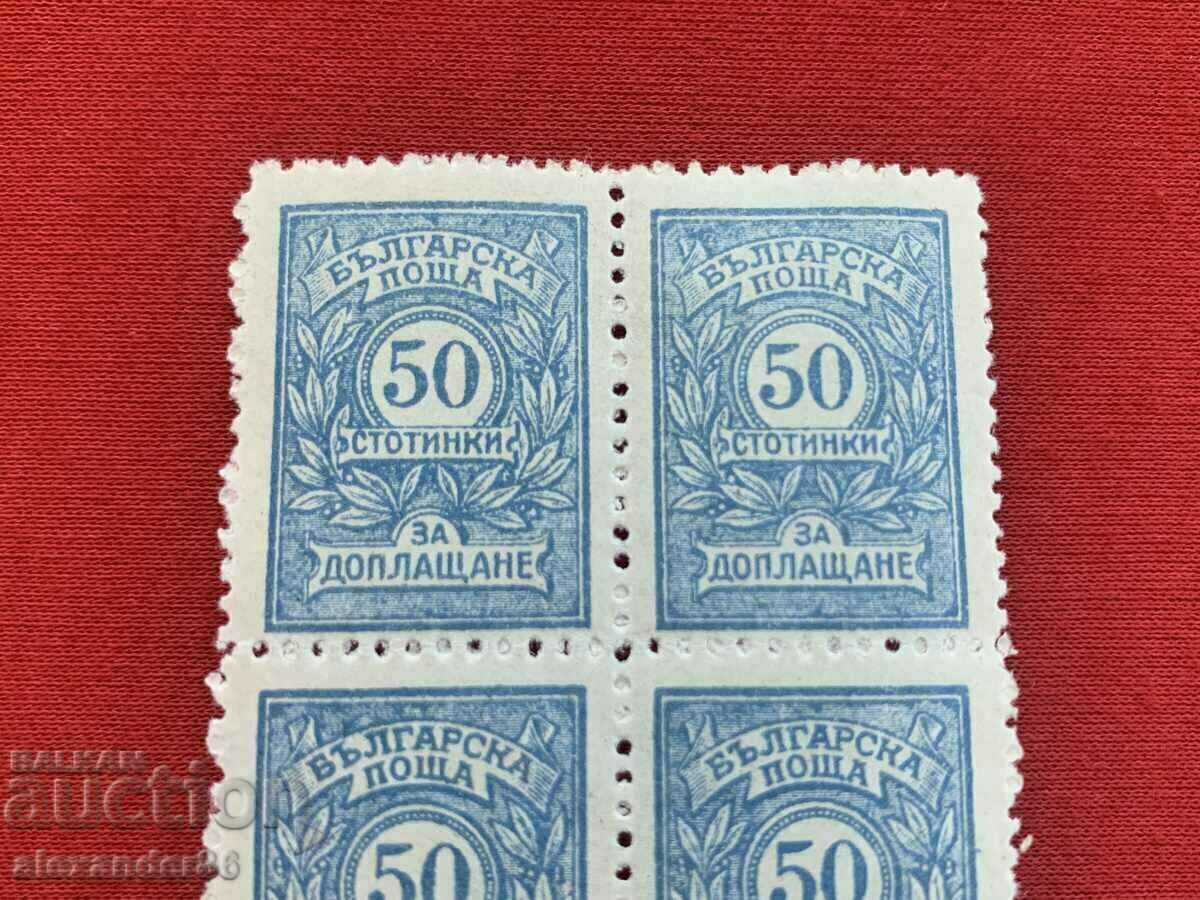 БЪЛГАРСКА
ПОЩА
50
СТОТИНКИ
ЗА
ДОПЛАЩАНЕ
БЪЛГАРСКА
ПОЩА
50
СТОТИНКИ
ЗА
ДОПЛАЩАНЕ
БЪЛГАРСКА
ПОЩА
50
БЪЛГАРСКА
ПОЩА
50
BALKAN
auction
alexander86